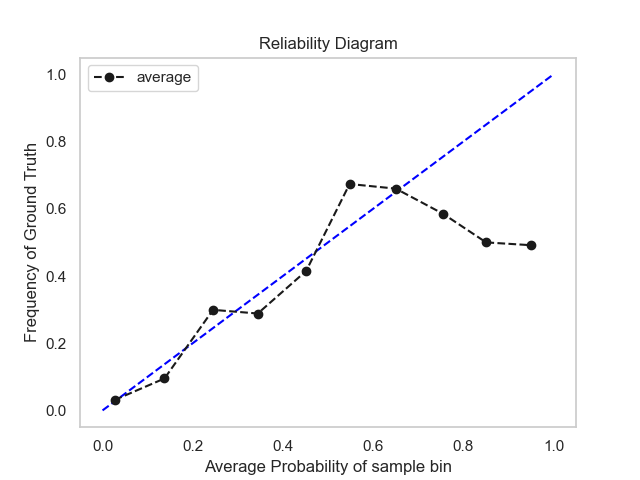 Reliability Diagram
average
Frequency of Ground Truth
1.0
0.8
0.6
0.4
0.2
0.0
0.0 0.2 0.4 0.6 0.8 1.0
Average Probability of sample bin